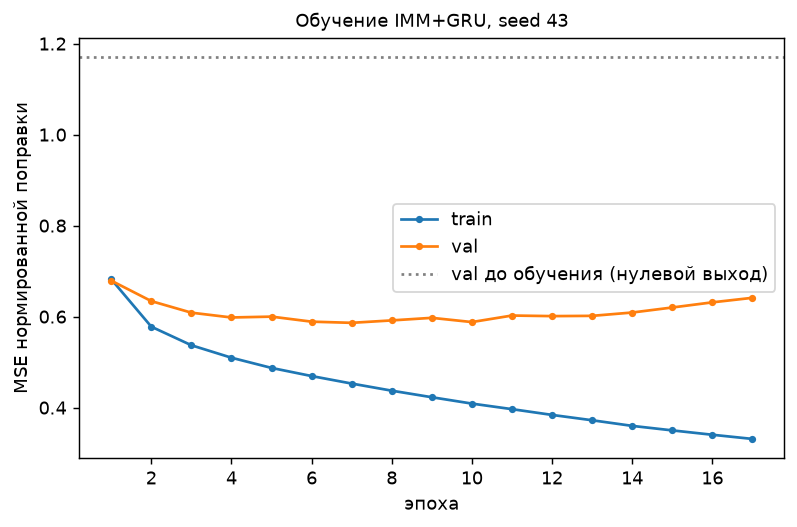 Обучение IMM+GRU, seed 43
MSE нормированной поправки
1.2
1.0
0.8
0.6
0.4
train
val
val до обучения (нулевой выход)
2 4 6 8 10 12 14 16
эпоха